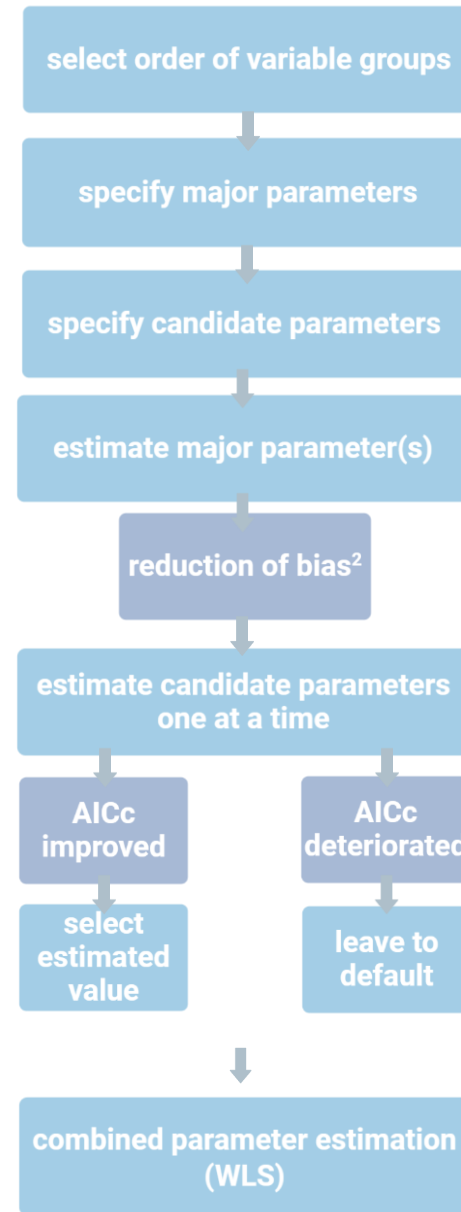 select order of variable groups
specify major parameters
specify candidate parameters
estimate major parameter(s)
reduction of bias²
estimate candidate parameters
one at a time
AICc
improved
AICc
deteriorated
select
estimated
value
leave to
default
combined parameter estimation
(WLS)